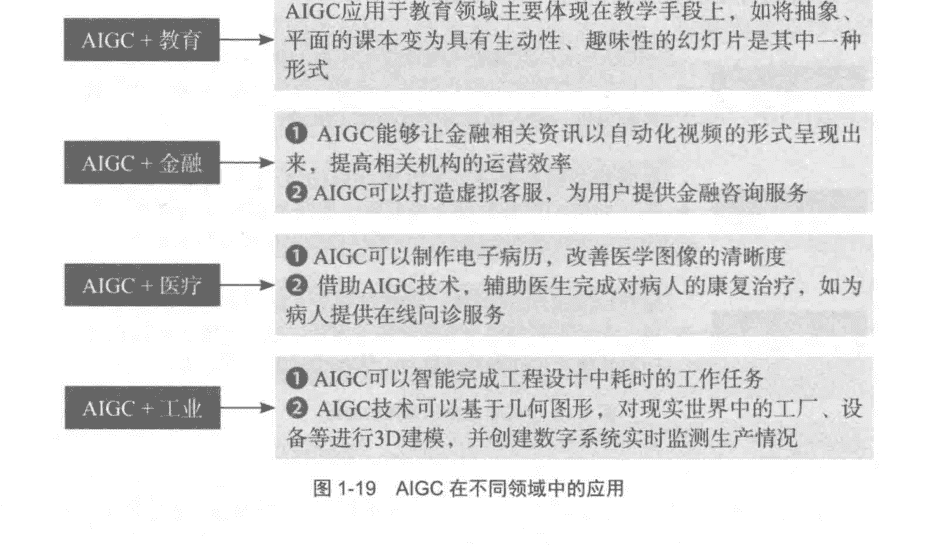 AIGC应用于教育领域主要体现在教学手段上，如将抽象、
AIGC + 教育
平面的课本变为具有生动性、趣味性的幻灯片是其中一种
形式
❶ AIGC能够让金融相关资讯以自动化视频的形式呈现出
AIGC + 金融
来，提高相关机构的运营效率
❷ AIGC可以打造虚拟客服，为用户提供金融咨询服务
❶ AIGC可以制作电子病历，改善医学图像的清晰度
AIGC + 医疗
❷ 借助AIGC技术，辅助医生完成对病人的康复治疗，如为
病人提供在线问诊服务
❶ AIGC可以智能完成工程设计中耗时的工作任务
AIGC + 工业
❷ AIGC技术可以基于几何图形，对现实世界中的工厂、设
备等进行3D建模，并创建数字系统实时监测生产情况
图 1-19 AIGC 在不同领域中的应用